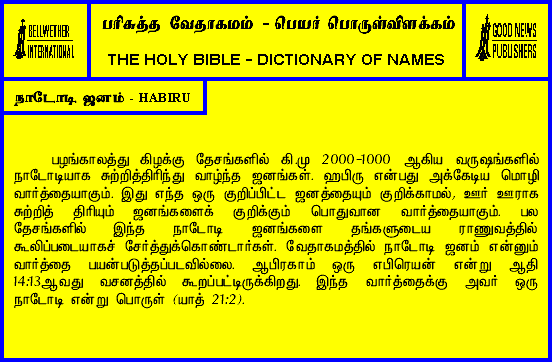 BELLWETHER
INTERNATIONAL
பரிசுத்த வேதாகமம் - பெயர் பொருள்விளக்கம்
THE HOLY BIBLE - DICTIONARY OF NAMES
GOOD NEWS
PUBLISHERS
நாடோடி ஜனம் - HABIRU
பழங்காலத்து கிழக்கு தேசங்களில் கி.மு 2000-1000 ஆகிய வருஷங்களில்
நாடோடியாக சுற்றித்திரிந்து வாழ்ந்த ஜனங்கள். ஹபிரு என்பது அக்கேடிய மொழி
வார்த்தையாகும். இது எந்த ஒரு குறிப்பிட்ட ஜனத்தையும் குறிக்காமல், ஊர் ஊராக
சுற்றித் திரியும் ஜனங்களைக் குறிக்கும் பொதுவான வார்த்தையாகும். பல
தேசங்களில் இந்த நாடோடி ஜனங்களை தங்களுடைய ராணுவத்தில்
கூலிப்படையாகச் சேர்த்துக்கொண்டார்கள். வேதாகமத்தில் நாடோடி ஜனம் என்னும்
வார்த்தை பயன்படுத்தப்படவில்லை. ஆபிரகாம் ஒரு எபிரெயன் என்று ஆதி
14:13ஆவது வசனத்தில் கூறப்பட்டிருக்கிறது. இந்த வார்த்தைக்கு அவர் ஒரு
நாடோடி என்று பொருள் (யாத் 21:2).